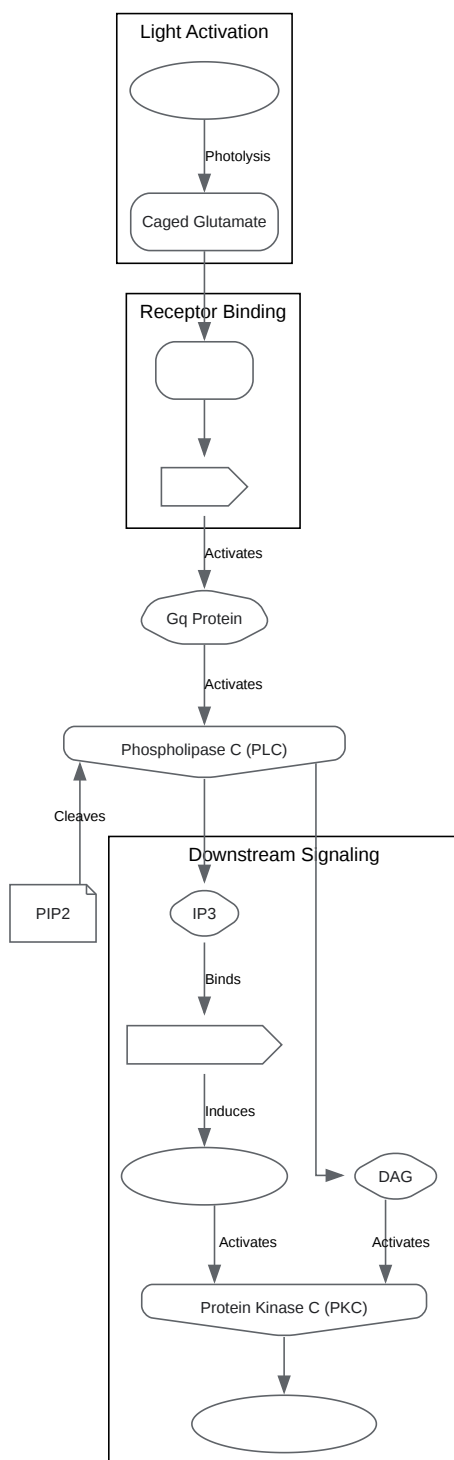 Light Activation
Photolysis
Caged Glutamate
Receptor Binding
Activates
Gq Protein
Activates
Phospholipase C (PLC)
Cleaves
Downstream Signaling
PIP2
IP3
Binds
Induces
DAG
Activates
Activates
Protein Kinase C (PKC)